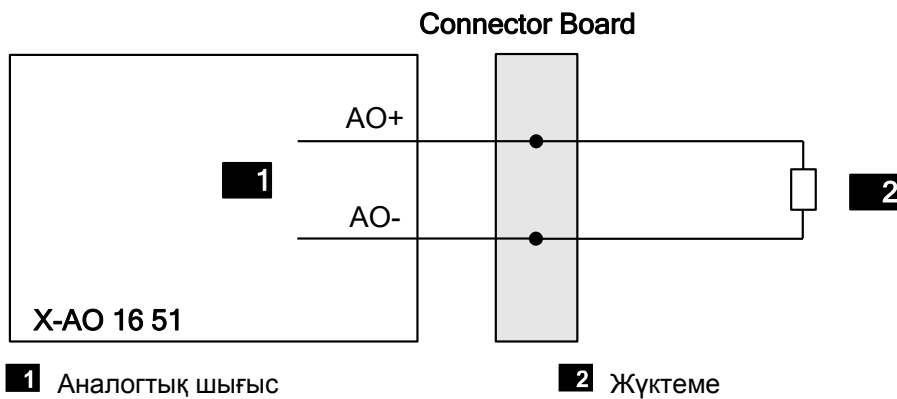 Connector Board
AO+
1
2
AO-
X-AO 16 51
1 Аналогтық шығыс
2 Жүктеме